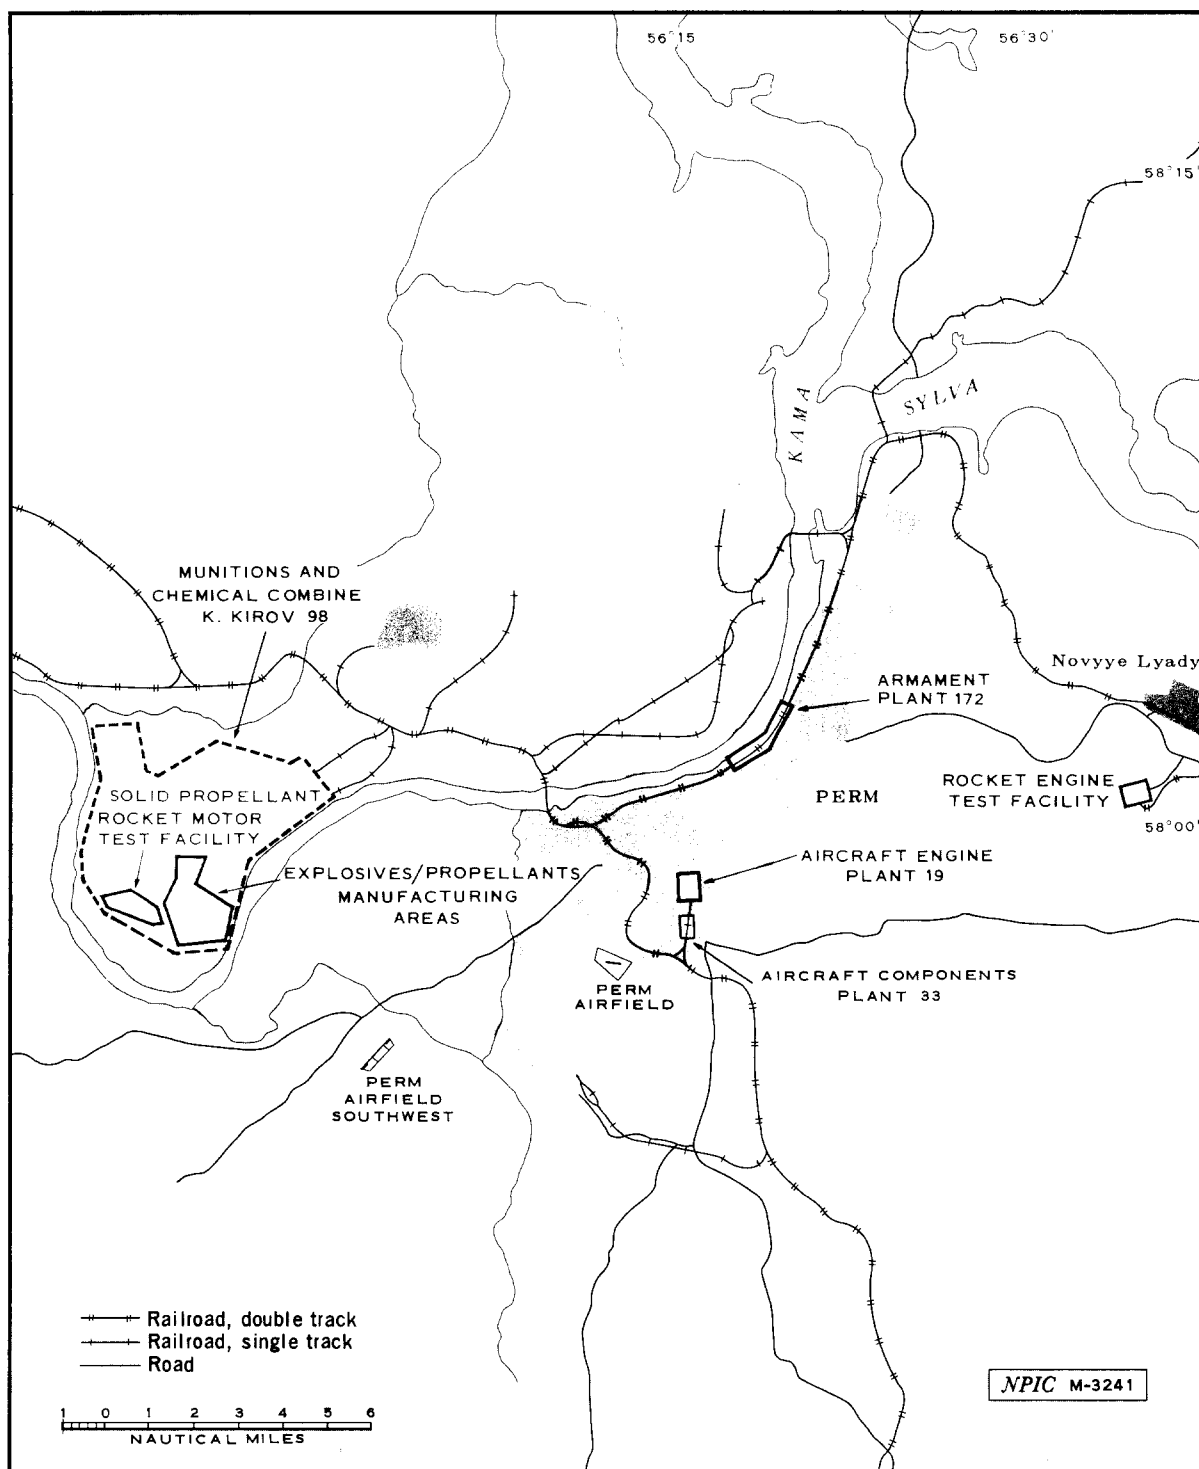 56°15
56°30'
58°15'
KAMA
SYLVA
MUNITIONS AND
CHEMICAL COMBINE
K. KIROV 98
Novyye Lyady
ARMAMENT
PLANT 172
SOLID PROPELLANT
ROCKET MOTOR
TEST FACILITY
PERM
ROCKET ENGINE
TEST FACILITY
58°00'
AIRCRAFT ENGINE
PLANT 19
EXPLOSIVES/PROPELLANTS
MANUFACTURING
AREAS
AIRCRAFT COMPONENTS
PLANT 33
PERM
AIRFIELD
PERM
AIRFIELD
SOUTHWEST
Railroad, double track
Railroad, single track
Road
NPIC M-3241
1 0 1 2 3 4 5 6
NAUTICAL MILES